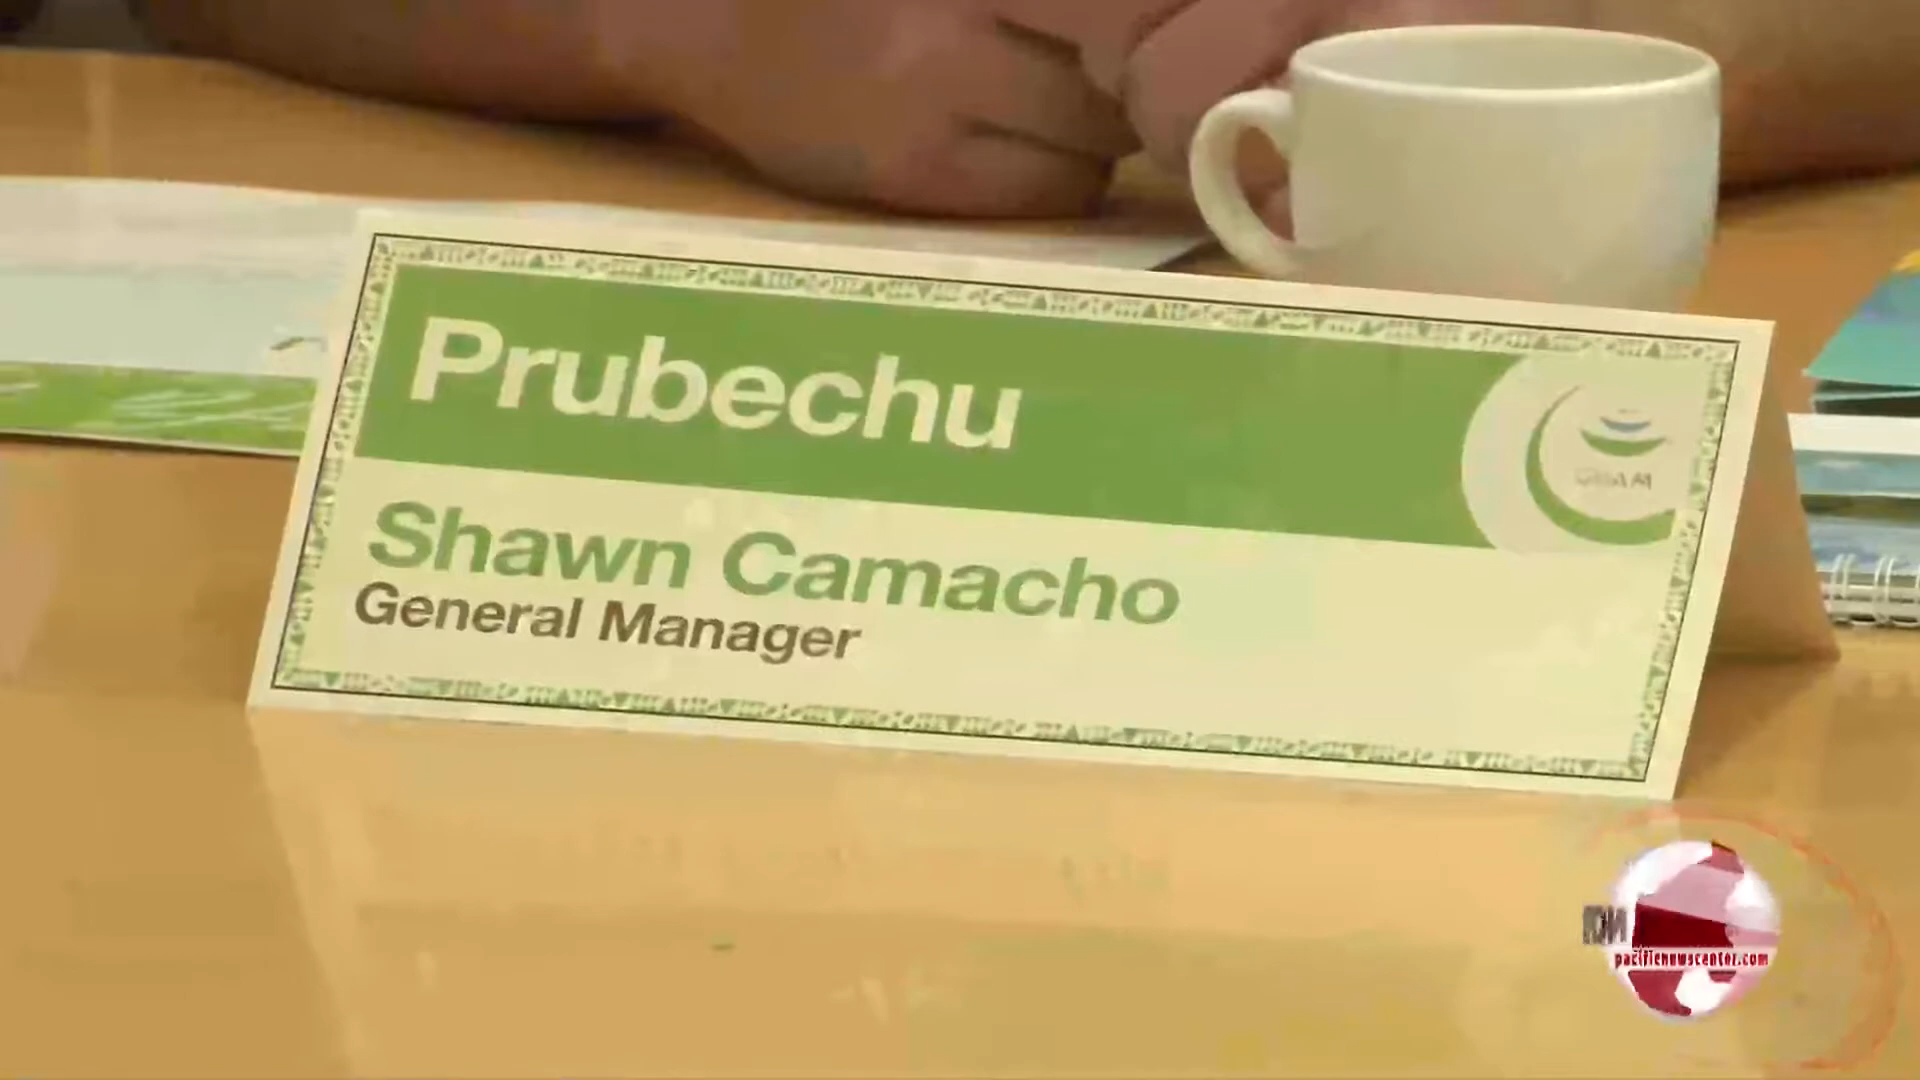 Prubechu
Shawn Camacho
General Manager
pacificnewscenter.com